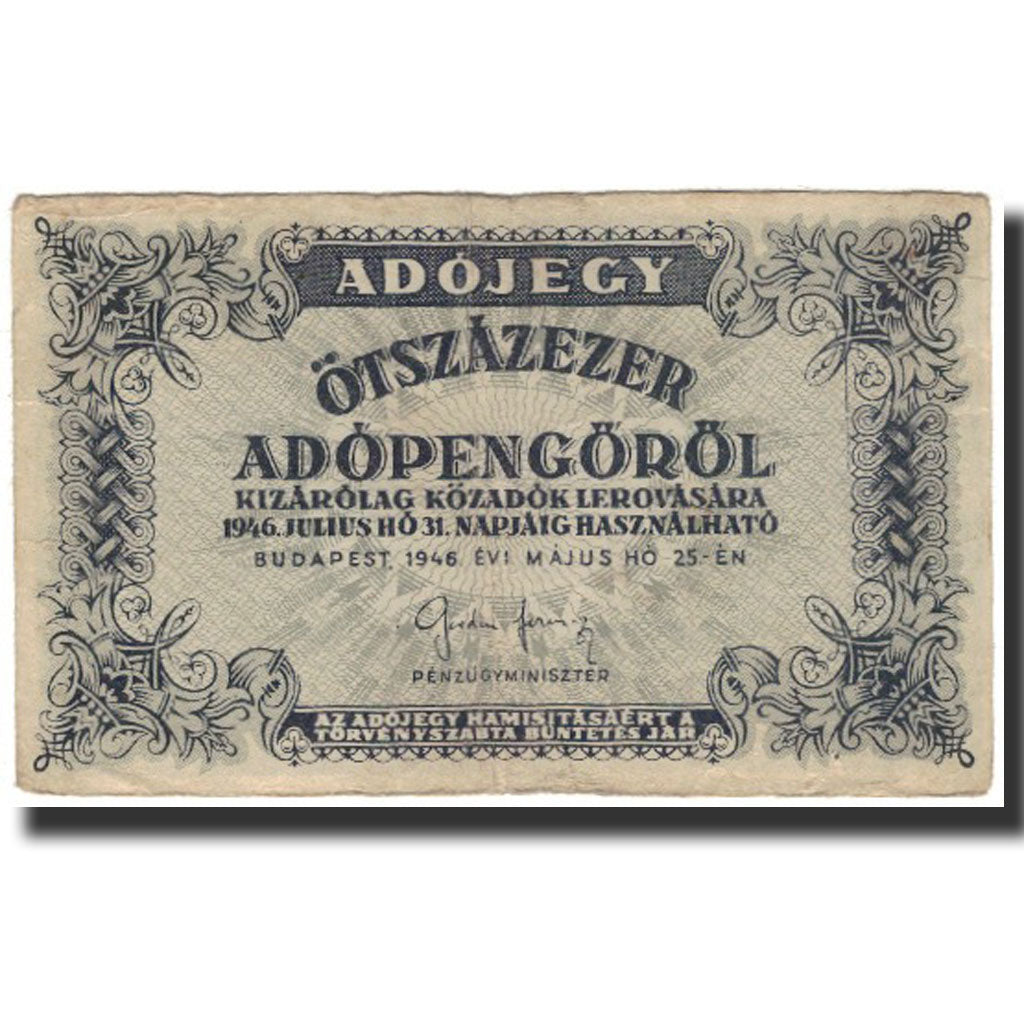 ADÓJEGY
ÖTSZÁZEZER
ADÓPENGŐRŐL
KIZÁRÓLAG KÖZADÓK LEROVÁSÁRA
1946. JULIUS HÓ 31. NAPJÁIG HASZNÁLHATÓ
BUDAPEST, 1946. ÉVI MÁJUS HÓ 25-ÉN
PÉNZÜGYMINISZTER
AZ ADÓJEGY HAMISITÁSÁÉRT A
TÖRVÉNYSZABTA BÜNTETÉS JÁR